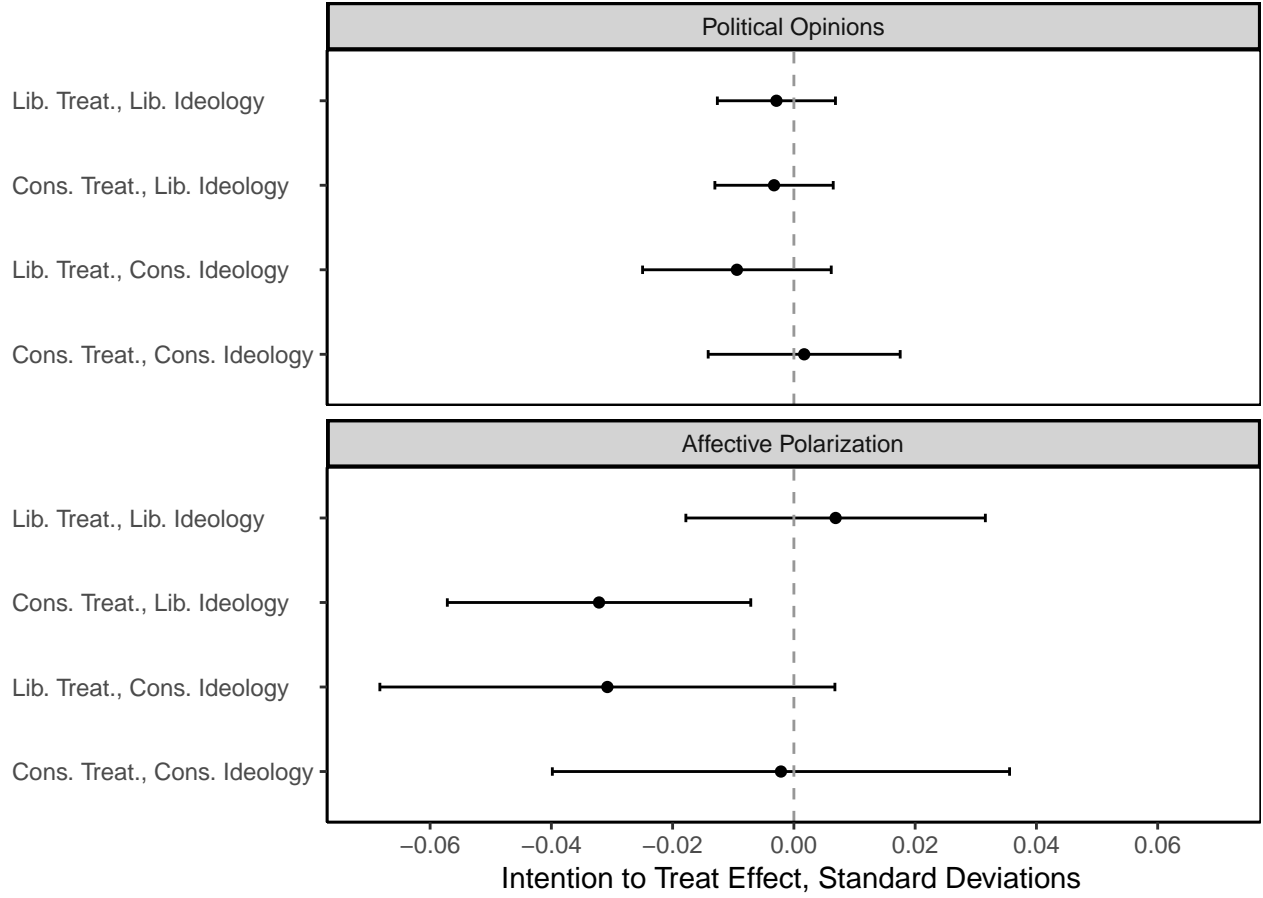 Political Opinions
Lib. Treat., Lib. Ideology
Cons. Treat., Lib. Ideology
Lib. Treat., Cons. Ideology
Cons. Treat., Cons. Ideology
Affective Polarization
Lib. Treat., Lib. Ideology
Cons. Treat., Lib. Ideology
Lib. Treat., Cons. Ideology
Cons. Treat., Cons. Ideology
−0.06 −0.04 −0.02 0.00 0.02 0.04 0.06
Intention to Treat Effect, Standard Deviations